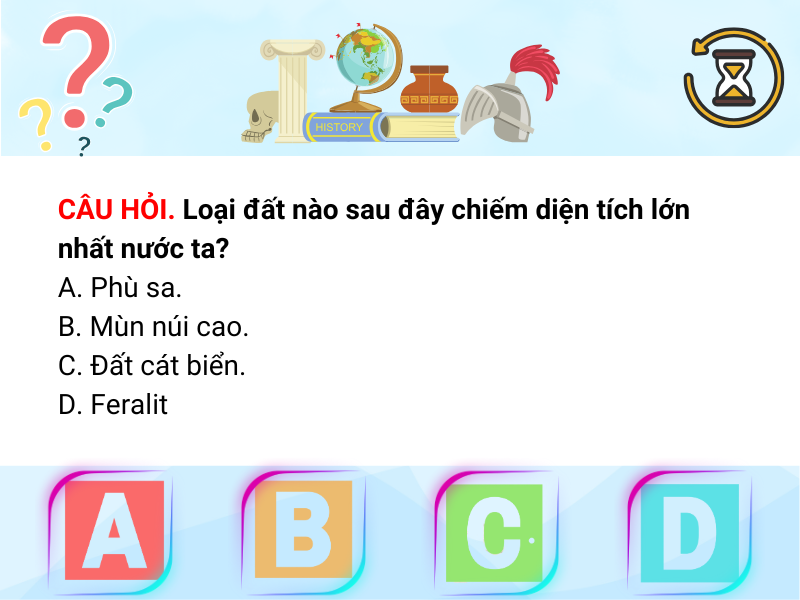 HISTORY
CÂU HỎI. Loại đất nào sau đây chiếm diện tích lớn
nhất nước ta?
A. Phù sa.
B. Mùn núi cao.
C. Đất cát biển.
D. Feralit
A B C D